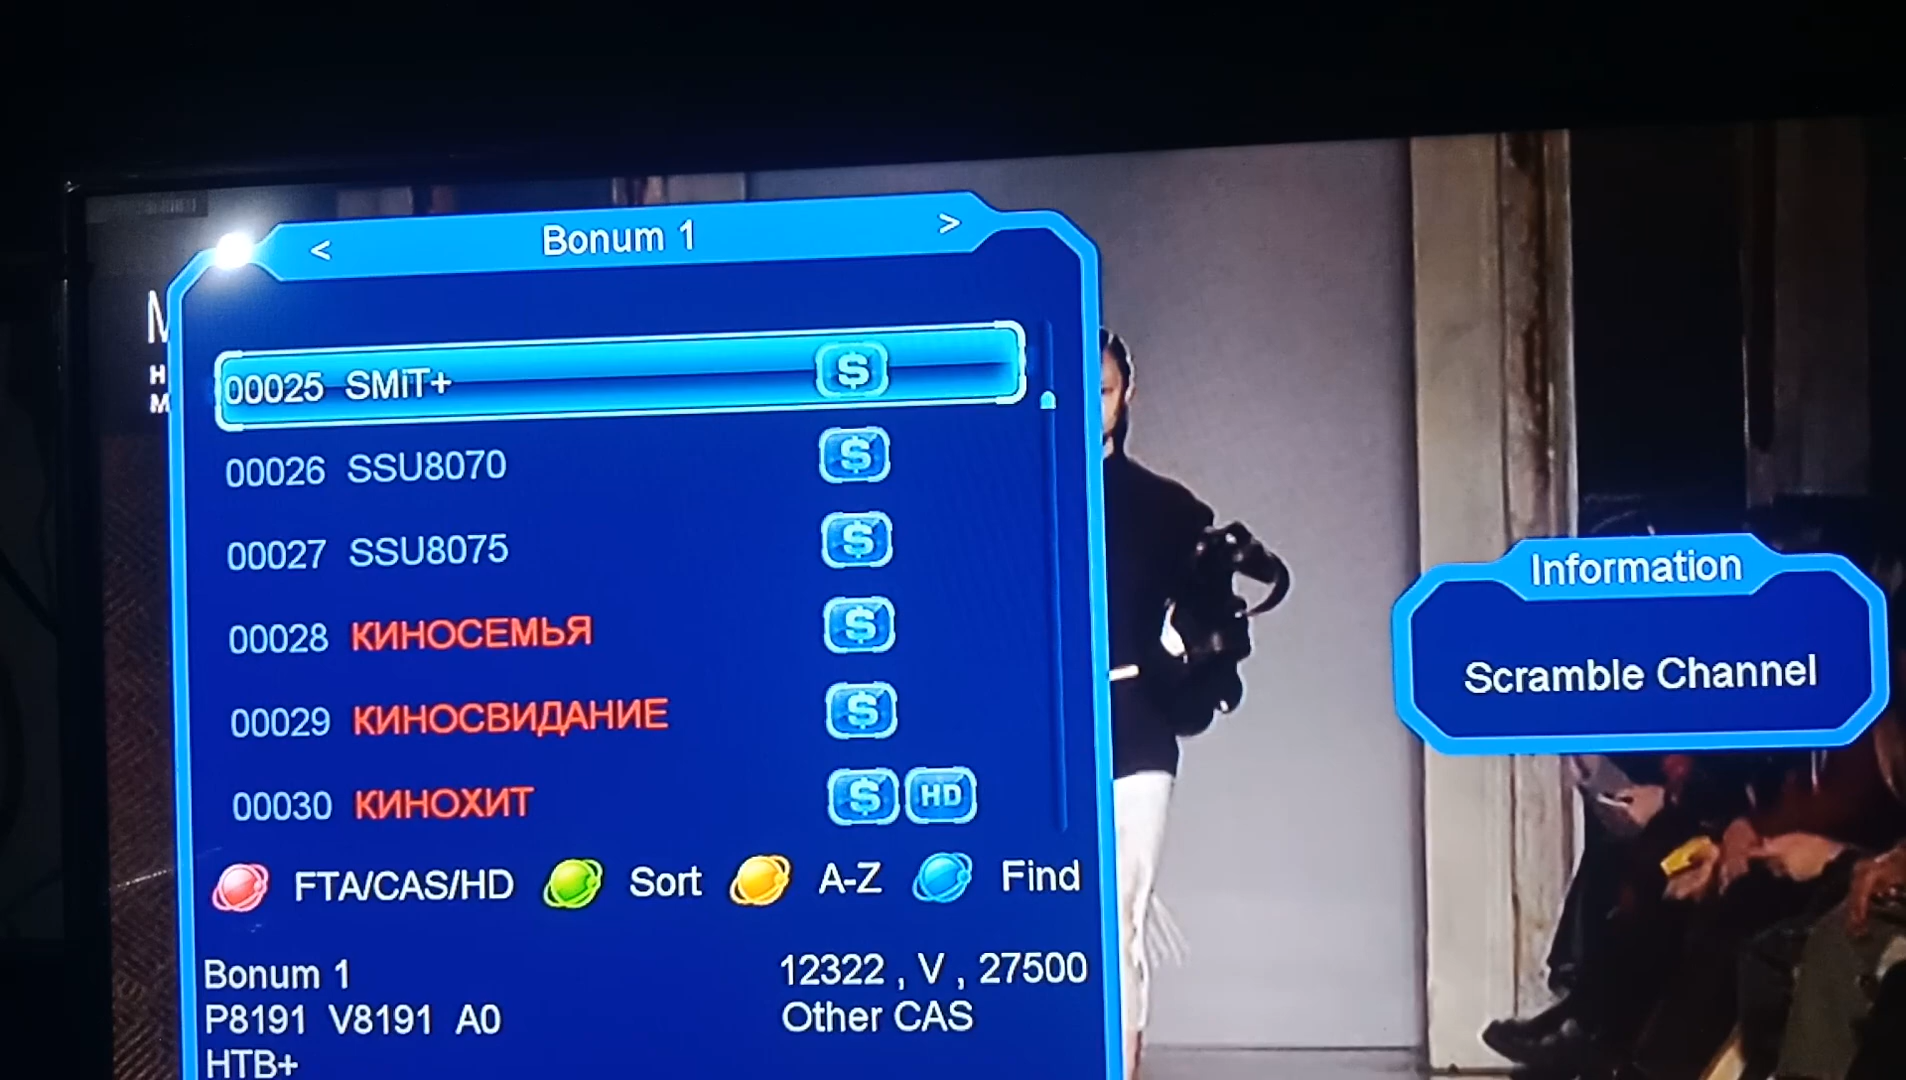 < Bonum 1 >
00025 SMiT+ $
00026 SSU8070 $
00027 SSU8075 $
00028 КИНОСЕМЬЯ $
00029 КИНОСВИДАНИЕ $
00030 КИНОХИТ $ HD
FTA/CAS/HD Sort A-Z Find
Bonum 1 12322 , V , 27500
P8191 V8191 A0 Other CAS
НТВ+
Information
Scramble Channel